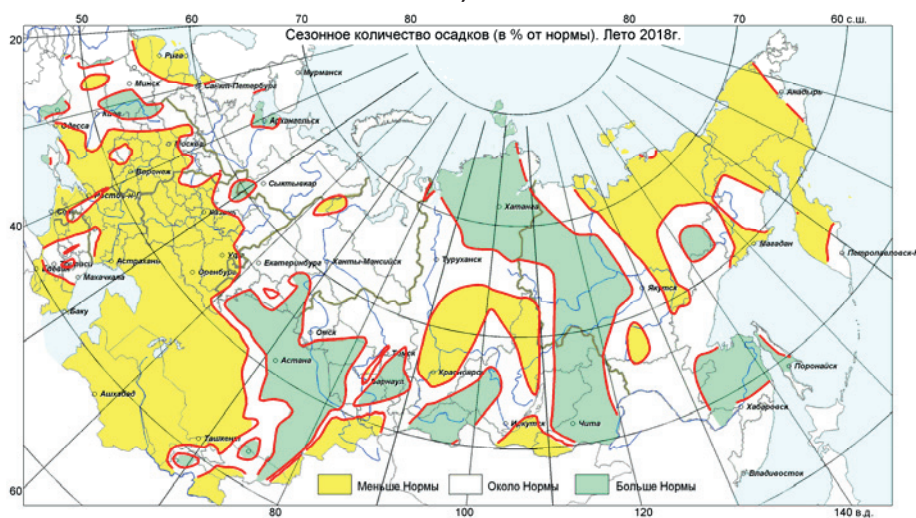 50 60 70 80 80 70 60 с.ш.
20
Сезонное количество осадков (в % от нормы). Лето 2018г.
Рига
Мурманск
Минск
Санкт-Петербург
Анадырь
Киев
Одесса
Архангельск
Москва
Воронеж
Сыктывкар
Ростов-н-Д
Хатанга
Казань
40
Магадан
Уфа
Екатеринбург
Ханты-Мансийск
Туруханск
Астрахань
Оренбург
Якутск
Махачкала
Баку
Омск
Томск
Астана
Красноярск
Барнаул
Поронайск
Ашхабад
Хабаровск
Иркутск
Чита
Ташкент
Владивосток
Меньше Нормы
Около Нормы
Больше Нормы
60
80 100 120 140 в.д.